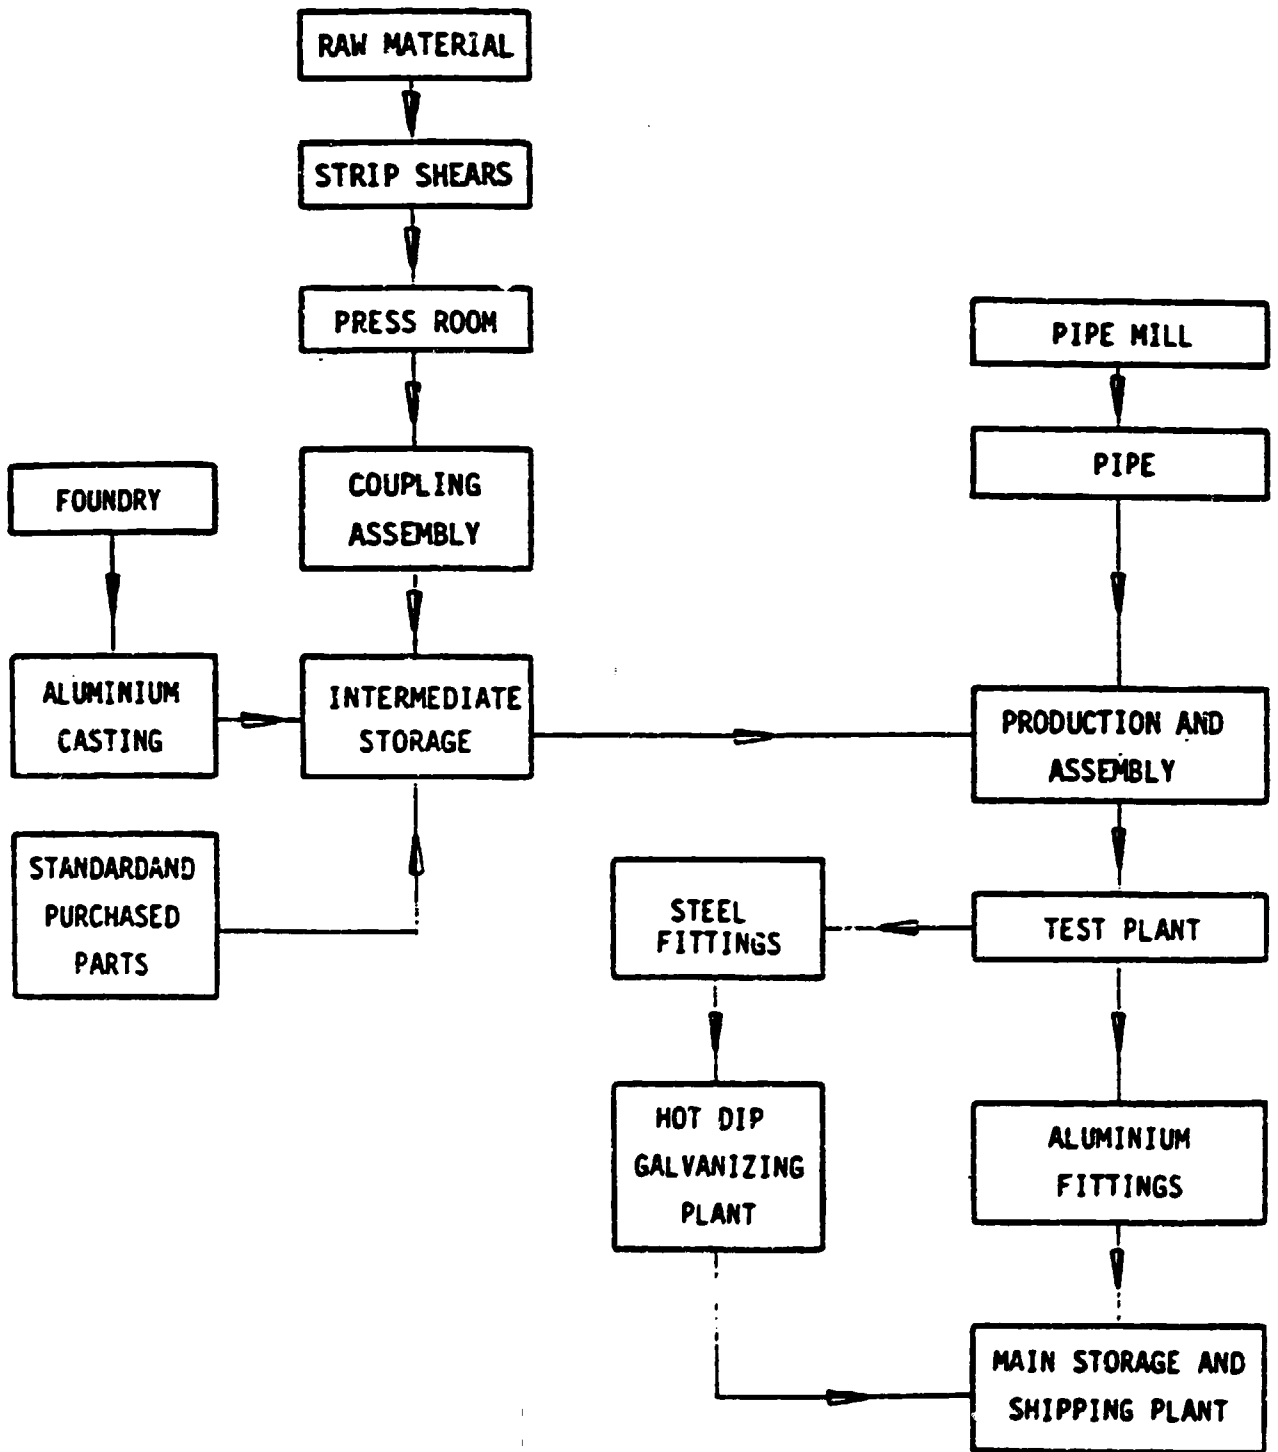 RAW MATERIAL
STRIP SHEARS
PRESS ROOM
PIPE MILL
COUPLING
ASSEMBLY
PIPE
FOUNDRY
ALUMINIUM
CASTING
INTERMEDIATE
STORAGE
PRODUCTION AND
ASSEMBLY
STANDARDAND
PURCHASED
PARTS
STEEL
FITTINGS
TEST PLANT
HOT DIP
GALVANIZING
PLANT
ALUMINIUM
FITTINGS
MAIN STORAGE AND
SHIPPING PLANT